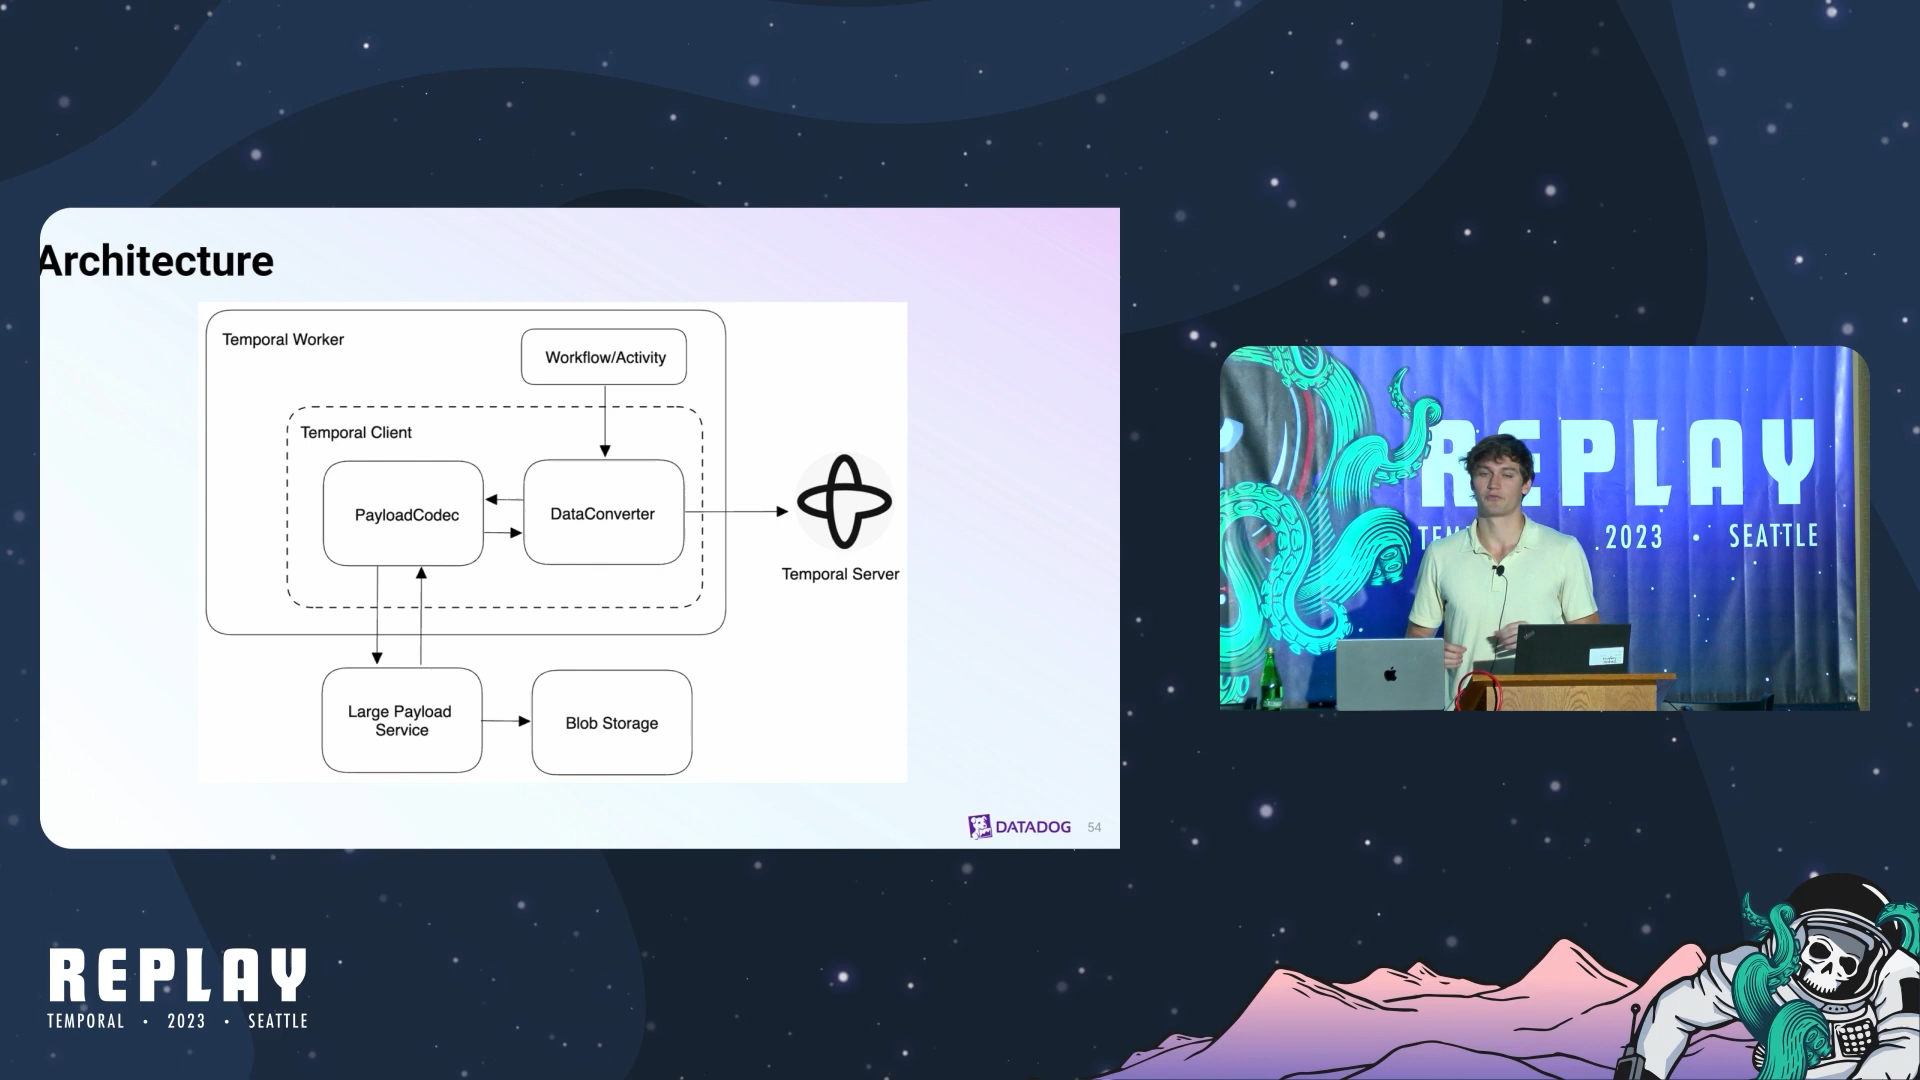 Architecture
Temporal Worker
Workflow/Activity
Temporal Client
PayloadCodec
DataConverter
Temporal Server
Large Payload
Service
Blob Storage
DATADOG 54
REPLAY
2023 • SEATTLE
REPLAY
TEMPORAL • 2023 • SEATTLE